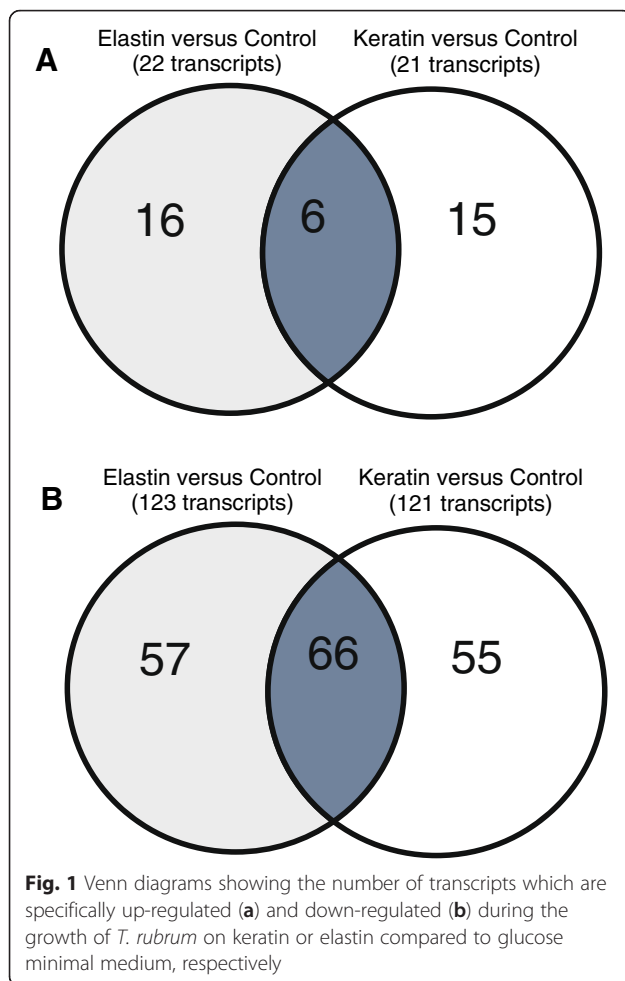 A
Elastin versus Control
(22 transcripts)
Keratin versus Control
(21 transcripts)
16
6
15
B
Elastin versus Control
(123 transcripts)
Keratin versus Control
(121 transcripts)
57
66
55
Fig. 1 Venn diagrams showing the number of transcripts which are
specifically up-regulated (a) and down-regulated (b) during the
growth of T. rubrum on keratin or elastin compared to glucose
minimal medium, respectively